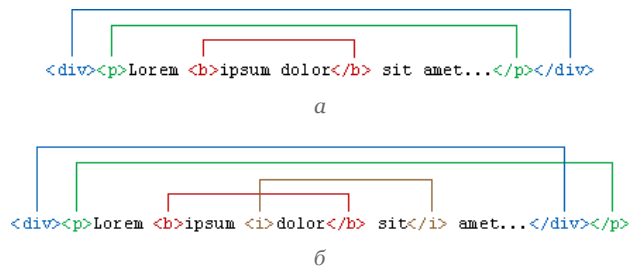 <div><p>Lorem <b>ipsum dolor</b> sit amet...</p></div>
а
<div><p>Lorem <b>ipsum <i>dolor</b> sit</i> amet...</div></p>
б